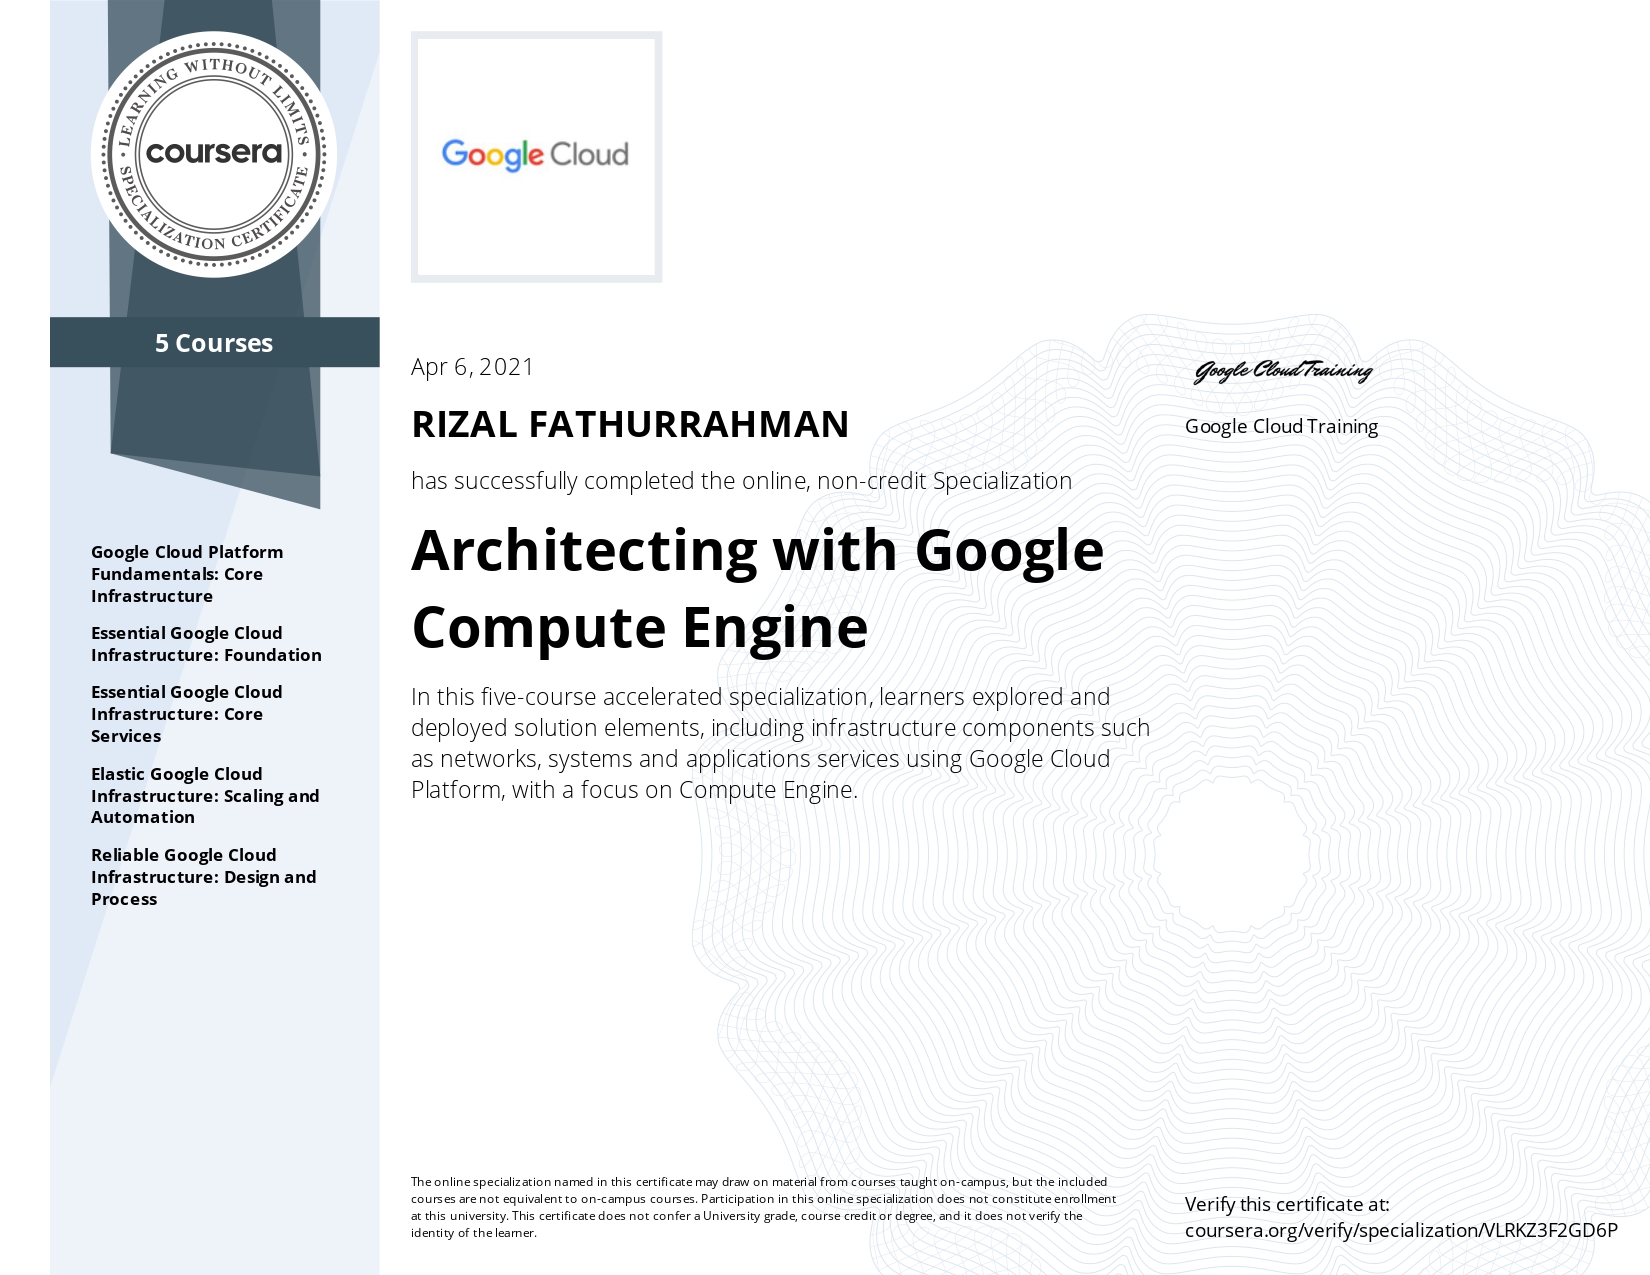 LEARNING WITHOUT LIMITS
coursera
SPECIALIZATION CERTIFICATE
5 Courses
Google Cloud Platform
Fundamentals: Core
Infrastructure
Essential Google Cloud
Infrastructure: Foundation
Essential Google Cloud
Infrastructure: Core
Services
Elastic Google Cloud
Infrastructure: Scaling and
Automation
Reliable Google Cloud
Infrastructure: Design and
Process
Google Cloud
Apr 6, 2021
RIZAL FATHURRAHMAN
has successfully completed the online, non-credit Specialization
Architecting with Google
Compute Engine
In this five-course accelerated specialization, learners explored and
deployed solution elements, including infrastructure components such
as networks, systems and applications services using Google Cloud
Platform, with a focus on Compute Engine.
Google Cloud Training
Google Cloud Training
The online specialization named in this certificate may draw on material from courses taught on-campus, but the included
courses are not equivalent to on-campus courses. Participation in this online specialization does not constitute enrollment
at this university. This certificate does not confer a University grade, course credit or degree, and it does not verify the
identity of the learner.
Verify this certificate at:
coursera.org/verify/specialization/VLRKZ3F2GD6P